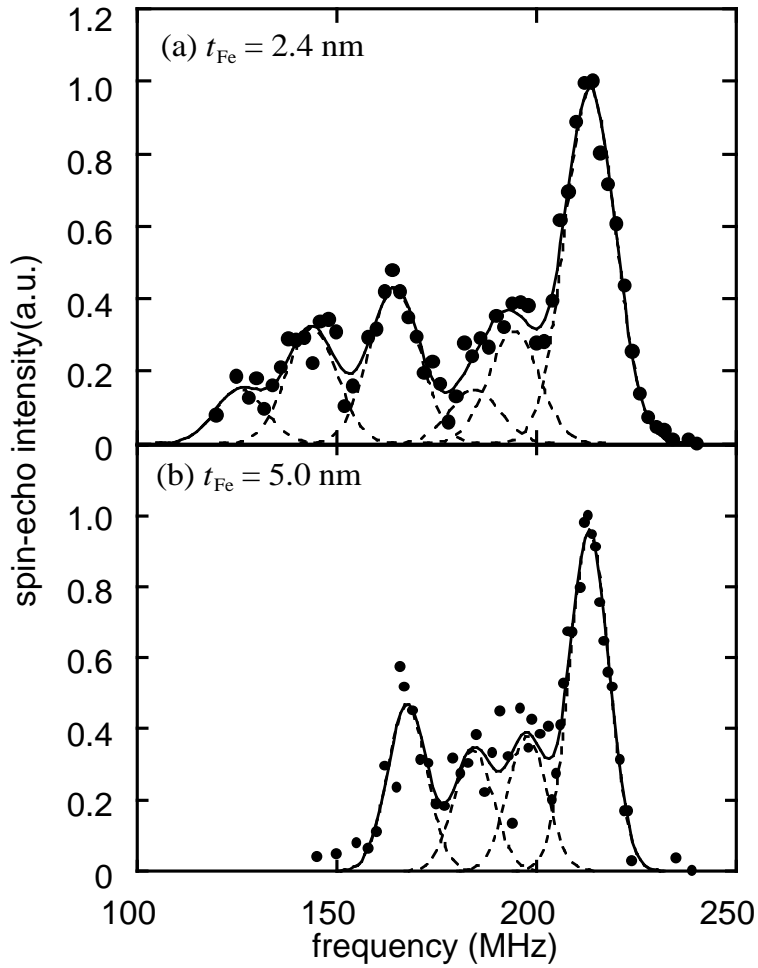 1.2
(a) tFe = 2.4 nm
1.0
0.8
0.6
0.4
0.2
0
spin-echo intensity(a.u.)
(b) tFe = 5.0 nm
1.0
0.8
0.6
0.4
0.2
0
100 150 200 250
frequency (MHz)